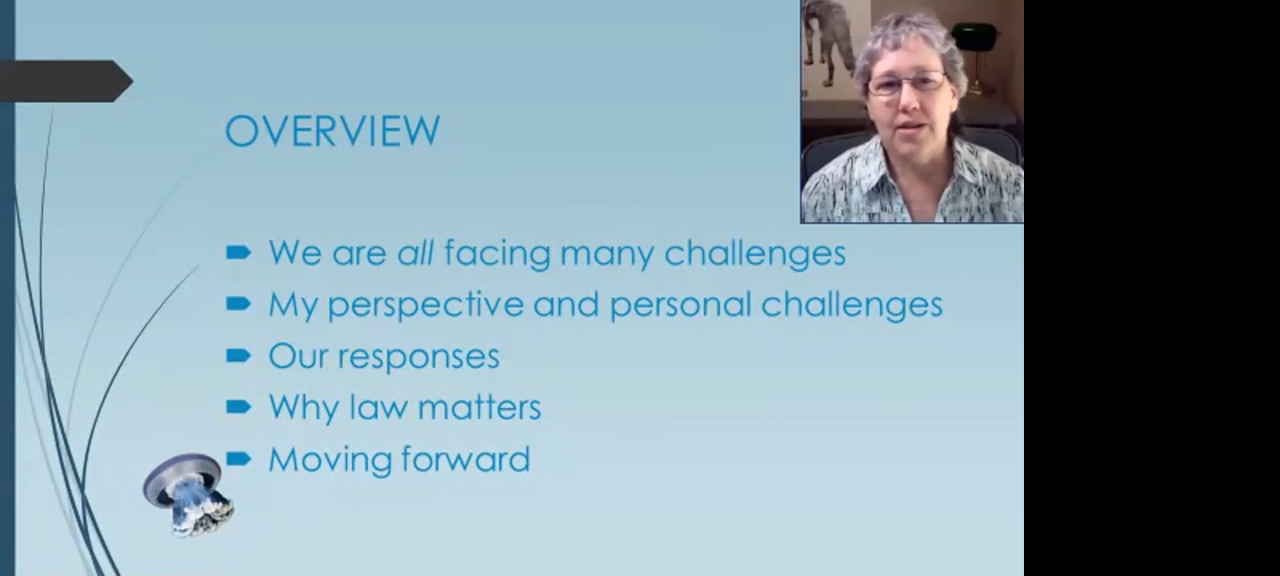 OVERVIEW
We are all facing many challenges
My perspective and personal challenges
Our responses
Why law matters
Moving forward